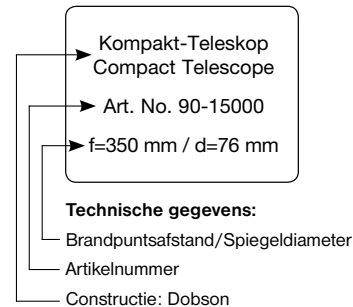 Kompakt-Teleskop
Compact Telescope
Art. No. 90-15000
f=350 mm / d=76 mm
Technische gegevens:
Brandpuntsafstand/Spiegeldiameter
Artikelnummer
Constructie: Dobson